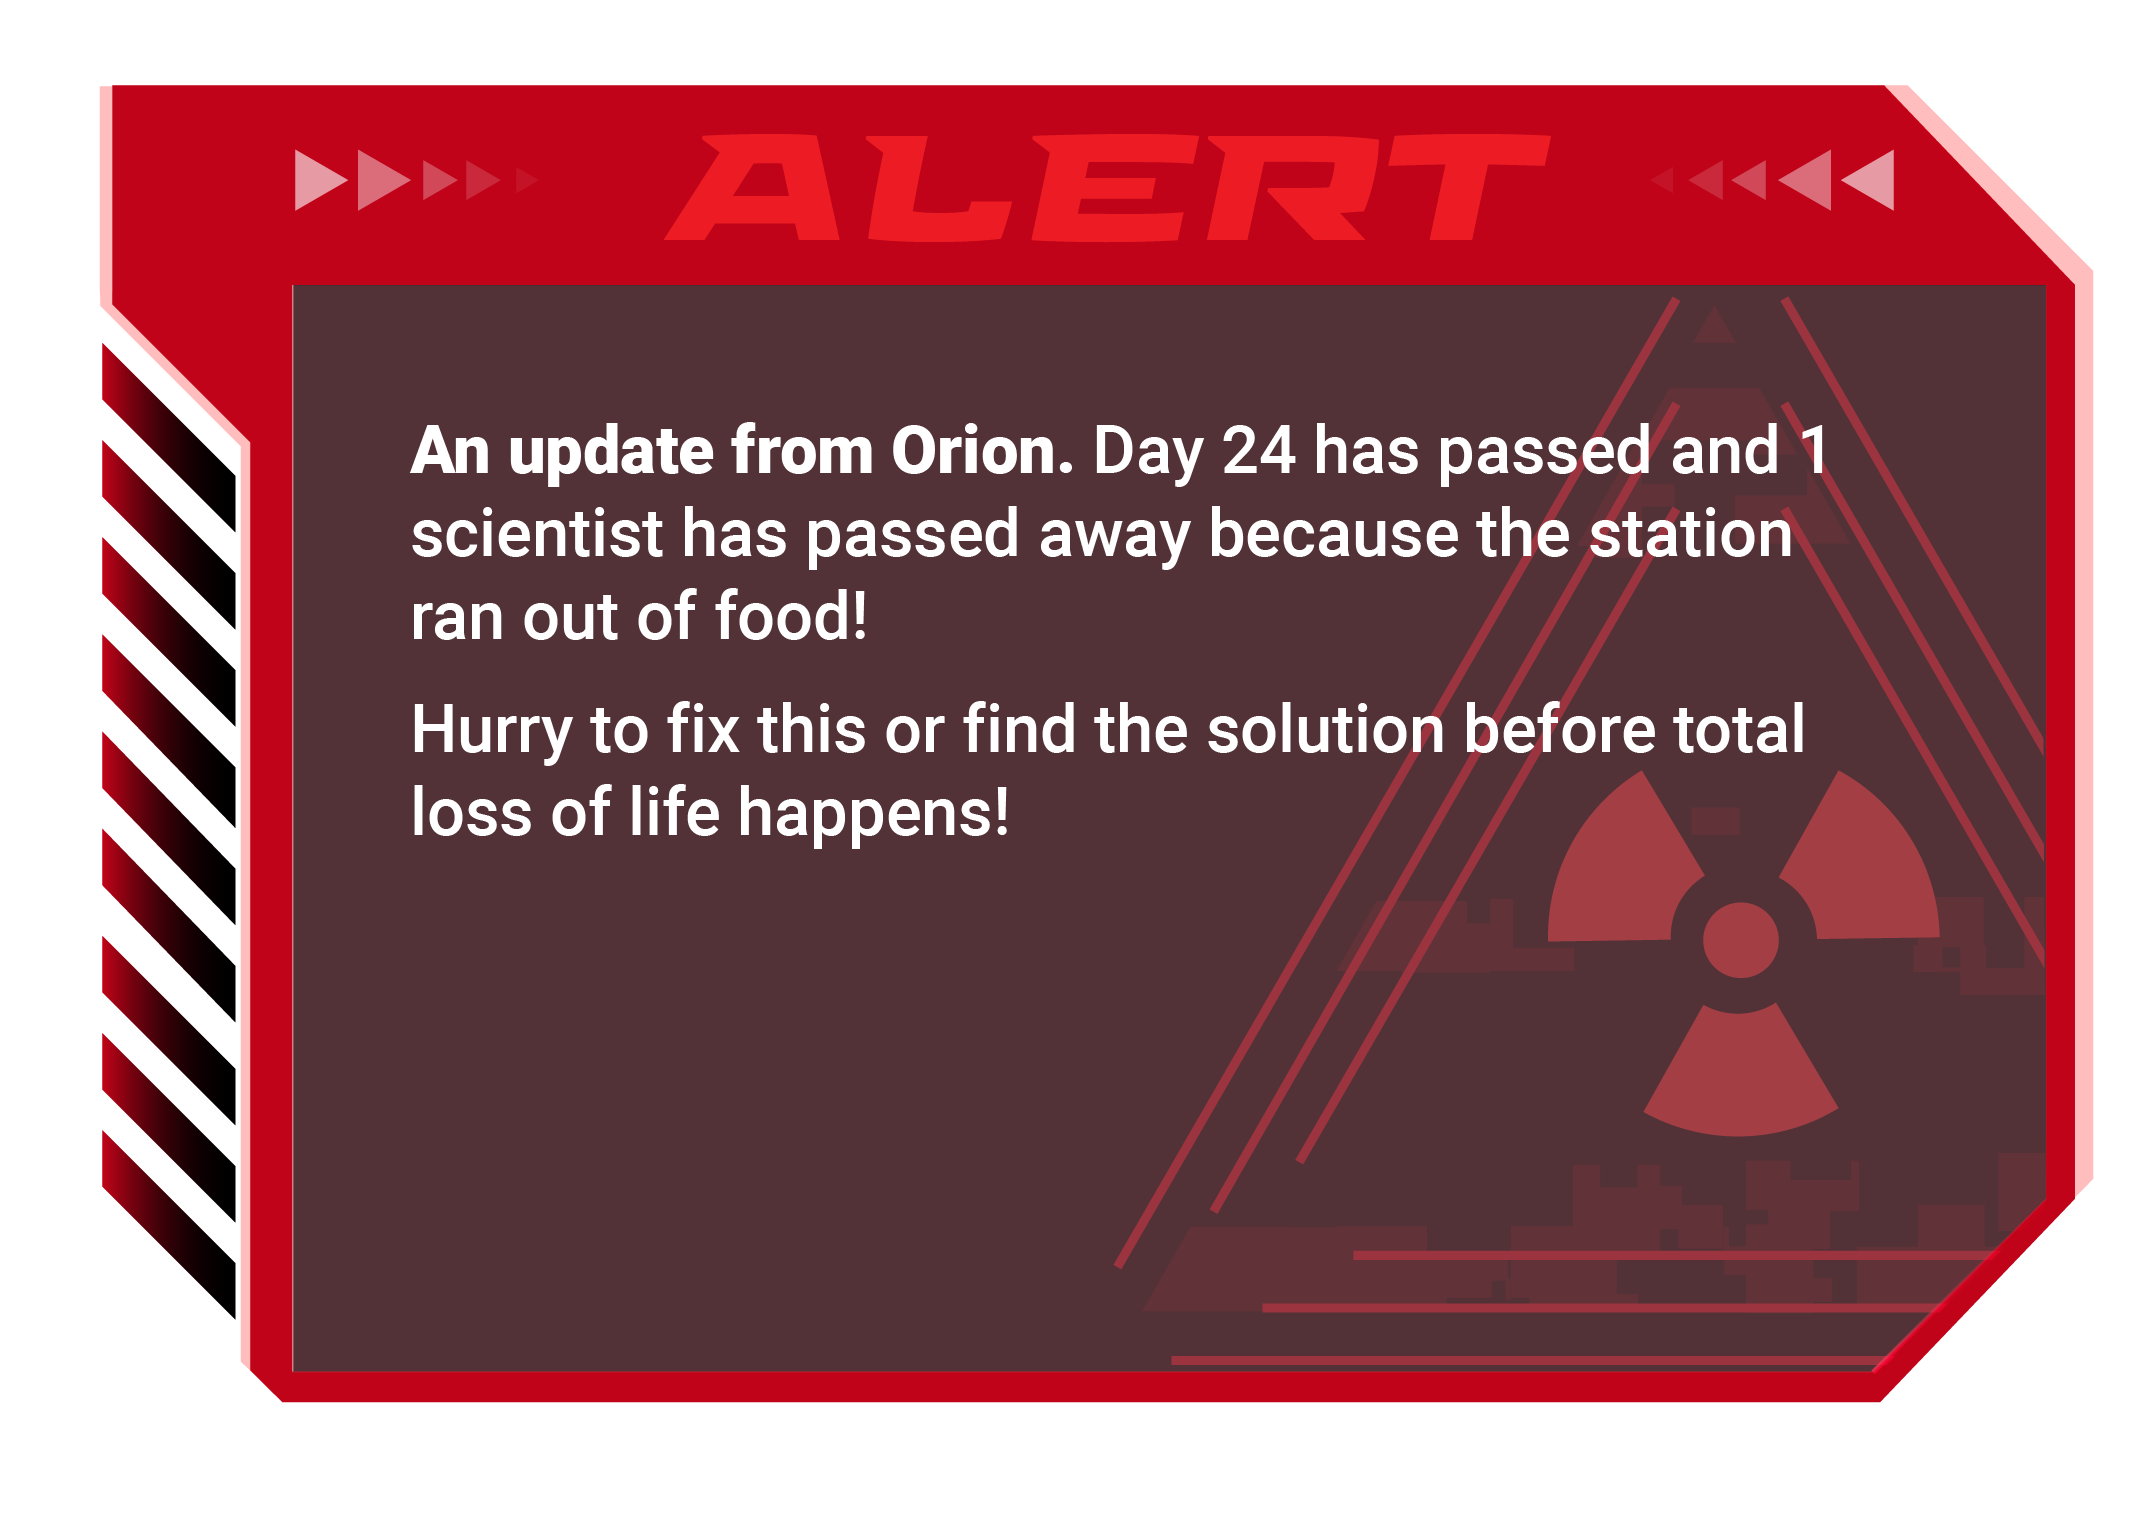 ALERT
An update from Orion. Day 24 has passed and 1
scientist has passed away because the station
ran out of food!
Hurry to fix this or find the solution before total
loss of life happens!